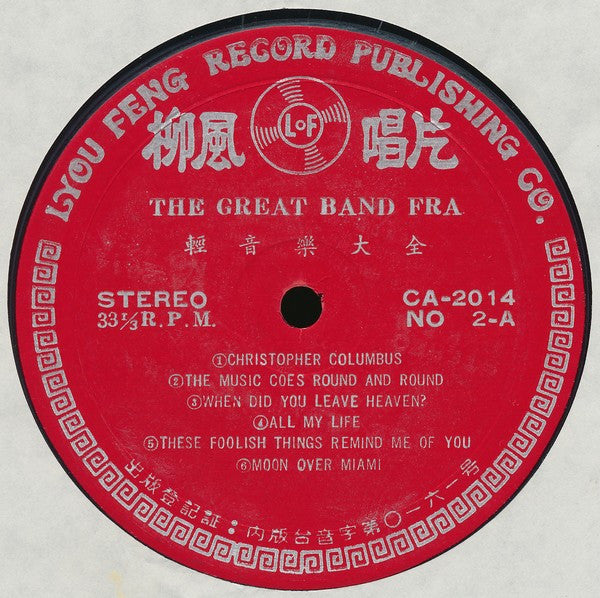 LYOU FENG RECORD PUBLISHING CO.
柳風 LoF 唱片
THE GREAT BAND FRA
輕音樂大全
STEREO
33⅓R.P.M.
CA-2014
NO 2-A
①CHRISTOPHER COLUMBUS
②THE MUSIC GOES ROUND AND ROUND
③WHEN DID YOU LEAVE HEAVEN?
④ALL MY LIFE
⑤THESE FOOLISH THINGS REMIND ME OF YOU
⑥MOON OVER MIAMI
出版登記証：內版台音字第〇一六一号